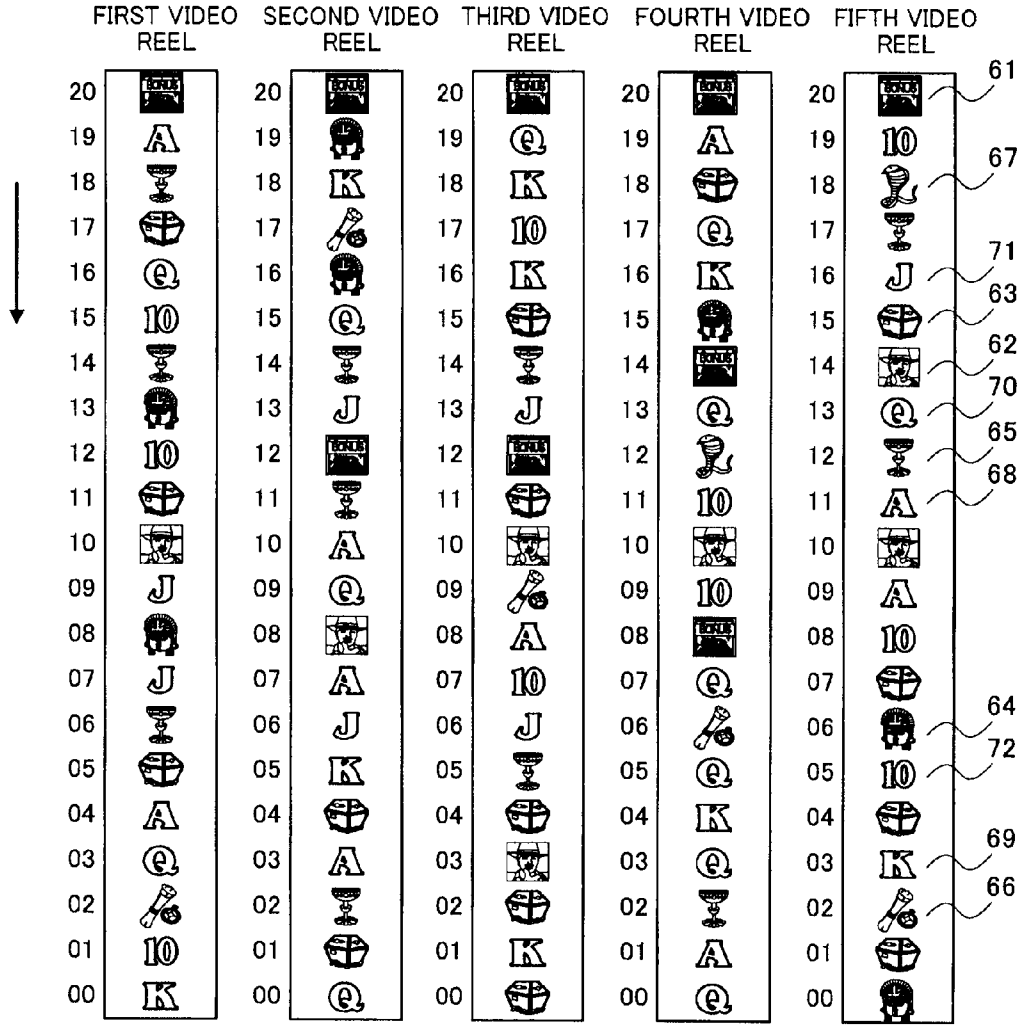 FIRST VIDEO SECOND VIDEO THIRD VIDEO FOURTH VIDEO FIFTH VIDEO
REEL REEL REEL REEL REEL
61
20 BONUS 20 BONUS 20 BONUS 20 BONUS 20 BONUS
19 A 19 19 Q 19 A 19 10
67
18 18 K 18 K 18 18
17 17 17 10 17 Q 17
71
16 Q 16 16 K 16 K 16 J
63
15 10 15 Q 15 15 15
62
14 14 14 14 BONUS 14
70
13 13 J 13 J 13 Q 13 Q
65
12 10 12 BONUS 12 BONUS 12 12
68
11 11 11 11 10 11 A
10 10 A 10 10 10
09 J 09 Q 09 09 10 09 A
08 08 08 A 08 BONUS 08 10
07 J 07 A 07 10 07 Q 07
64
06 06 J 06 J 06 06
72
05 05 K 05 05 Q 05 10
04 A 04 04 04 K 04
69
03 Q 03 A 03 03 Q 03 K
66
02 02 02 02 02
01 10 01 01 K 01 A 01
00 K 00 Q 00 00 Q 00